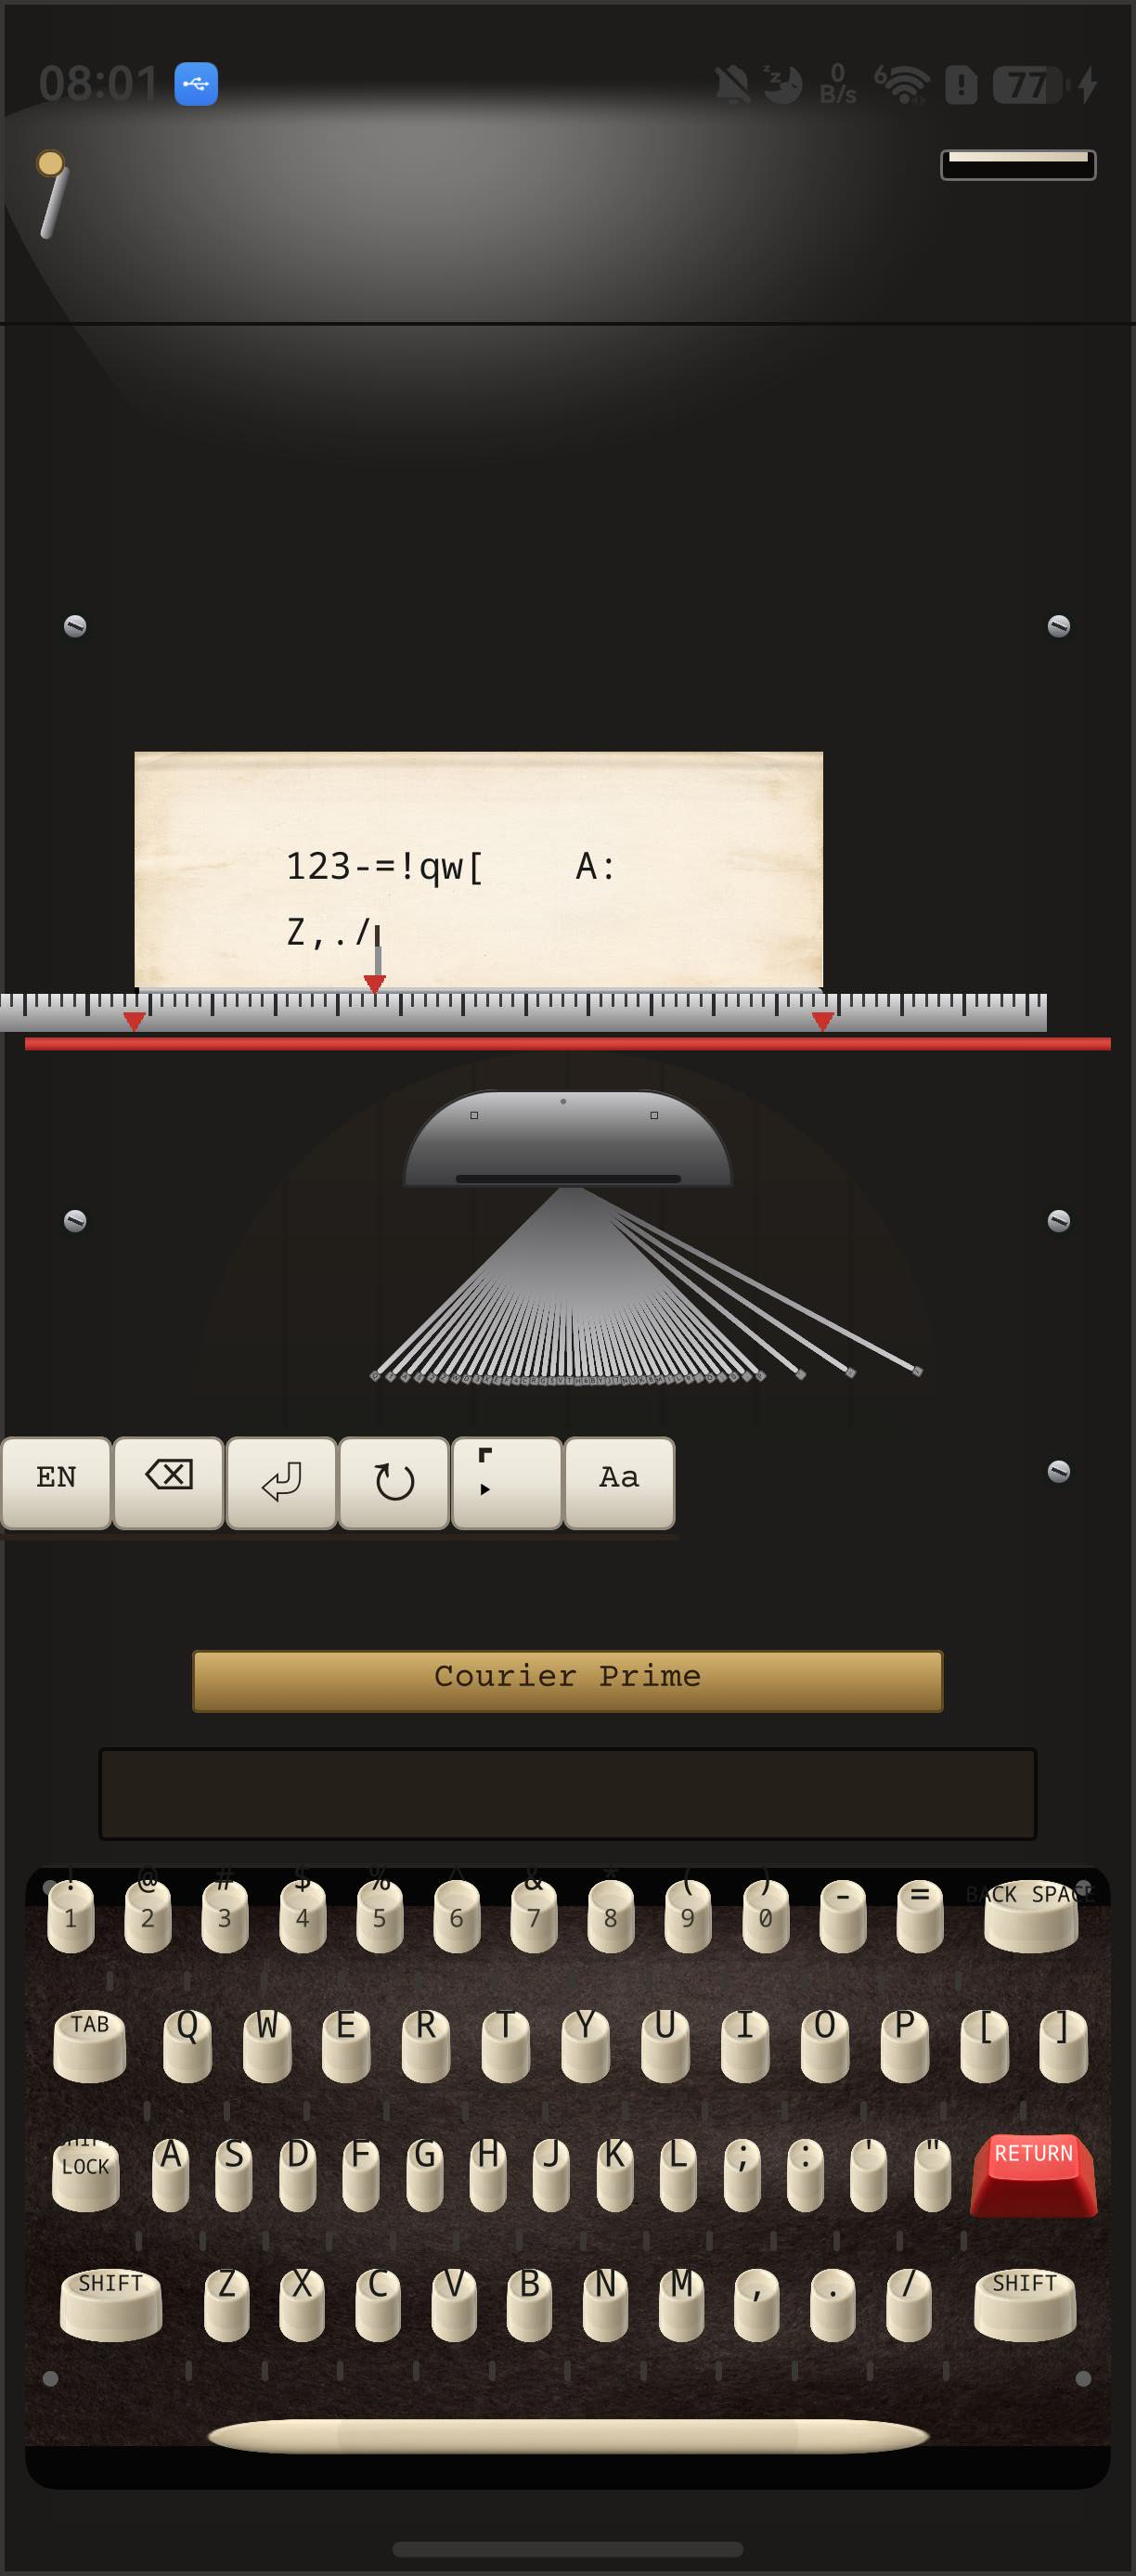 08:01
0 B/s
6
77
123-=!qw[    A:
Z,./
EN
Aa
Courier Prime
! @ # $ % ^ & * ( )
1 2 3 4 5 6 7 8 9 0 - = BACK SPACE
TAB Q W E R T Y U I O P [ ]
LOCK A S D F G H J K L ; : ' " RETURN
SHIFT Z X C V B N M , . / SHIFT